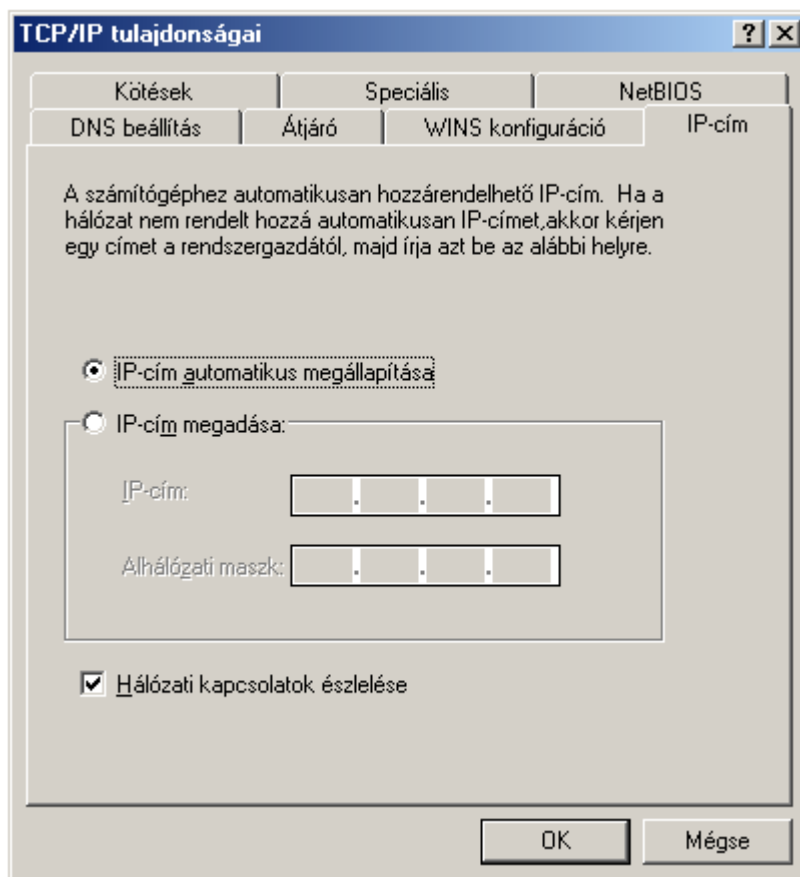 TCP/IP tulajdonságai
Kötések
Speciális
NetBIOS
DNS beállítás
Átjáró
WINS konfiguráció
IP-cím
A számítógéphez automatikusan hozzárendelhető IP-cím.  Ha a
hálózat nem rendelt hozzá automatikusan IP-címet,akkor kérjen
egy címet a rendszergazdától, majd írja azt be az alábbi helyre.
IP-cím automatikus megállapítása
IP-cím megadása:
IP-cím:
Alhálózati maszk:
Hálózati kapcsolatok észlelése
OK
Mégse